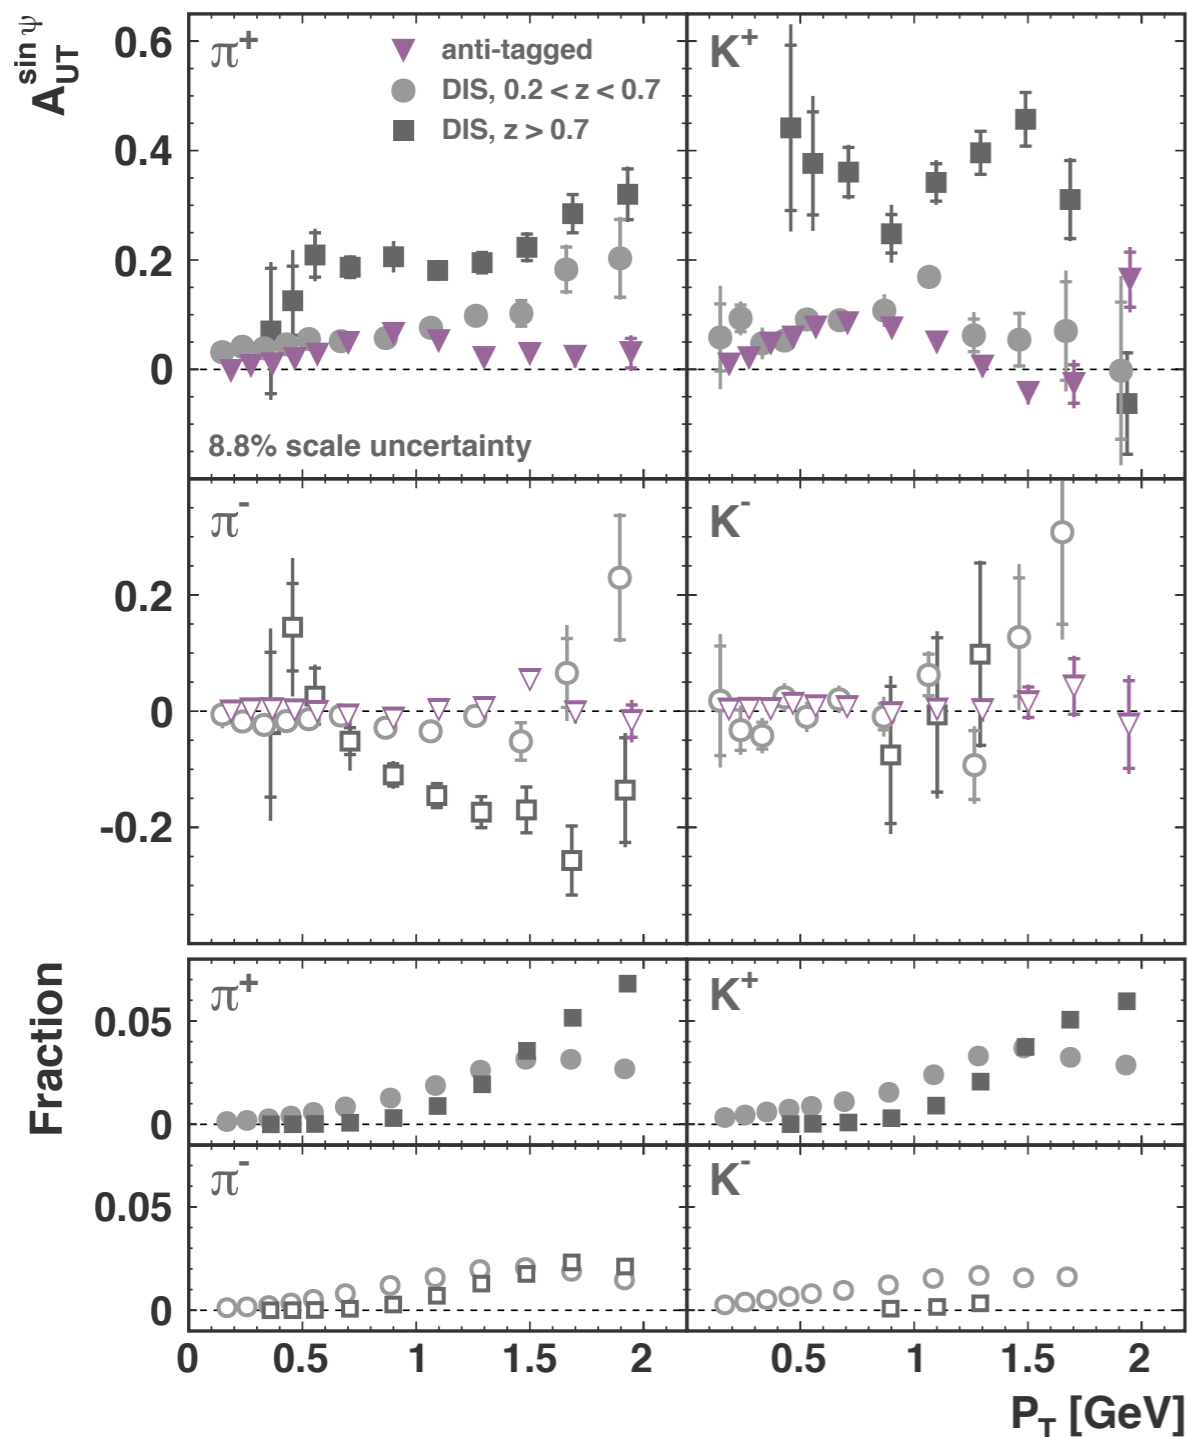 A_UT^sin ψ
0.6
0.4
0.2
0
π+
anti-tagged
DIS, 0.2 < z < 0.7
DIS, z > 0.7
8.8% scale uncertainty
K+
0.2
0
-0.2
π-
K-
Fraction
0.05
0
π+
K+
0.05
0
π-
K-
0 0.5 1 1.5 2 0.5 1 1.5 2
P_T [GeV]